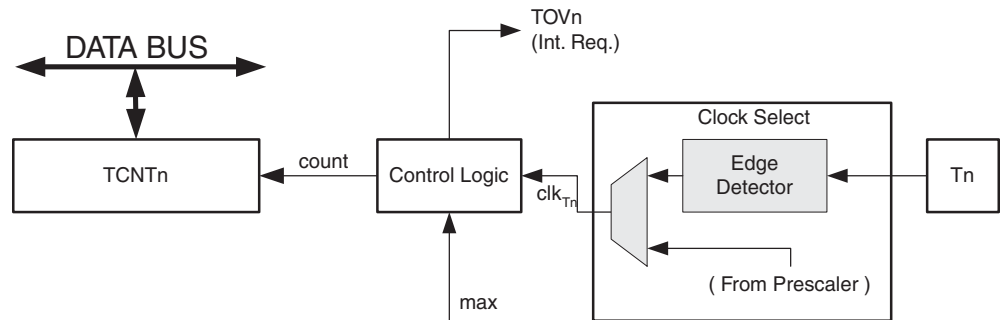 TOVn
(Int. Req.)
DATA BUS
Clock Select
TCNTn
count
Control Logic
clkTn
Edge
Detector
Tn
( From Prescaler )
max